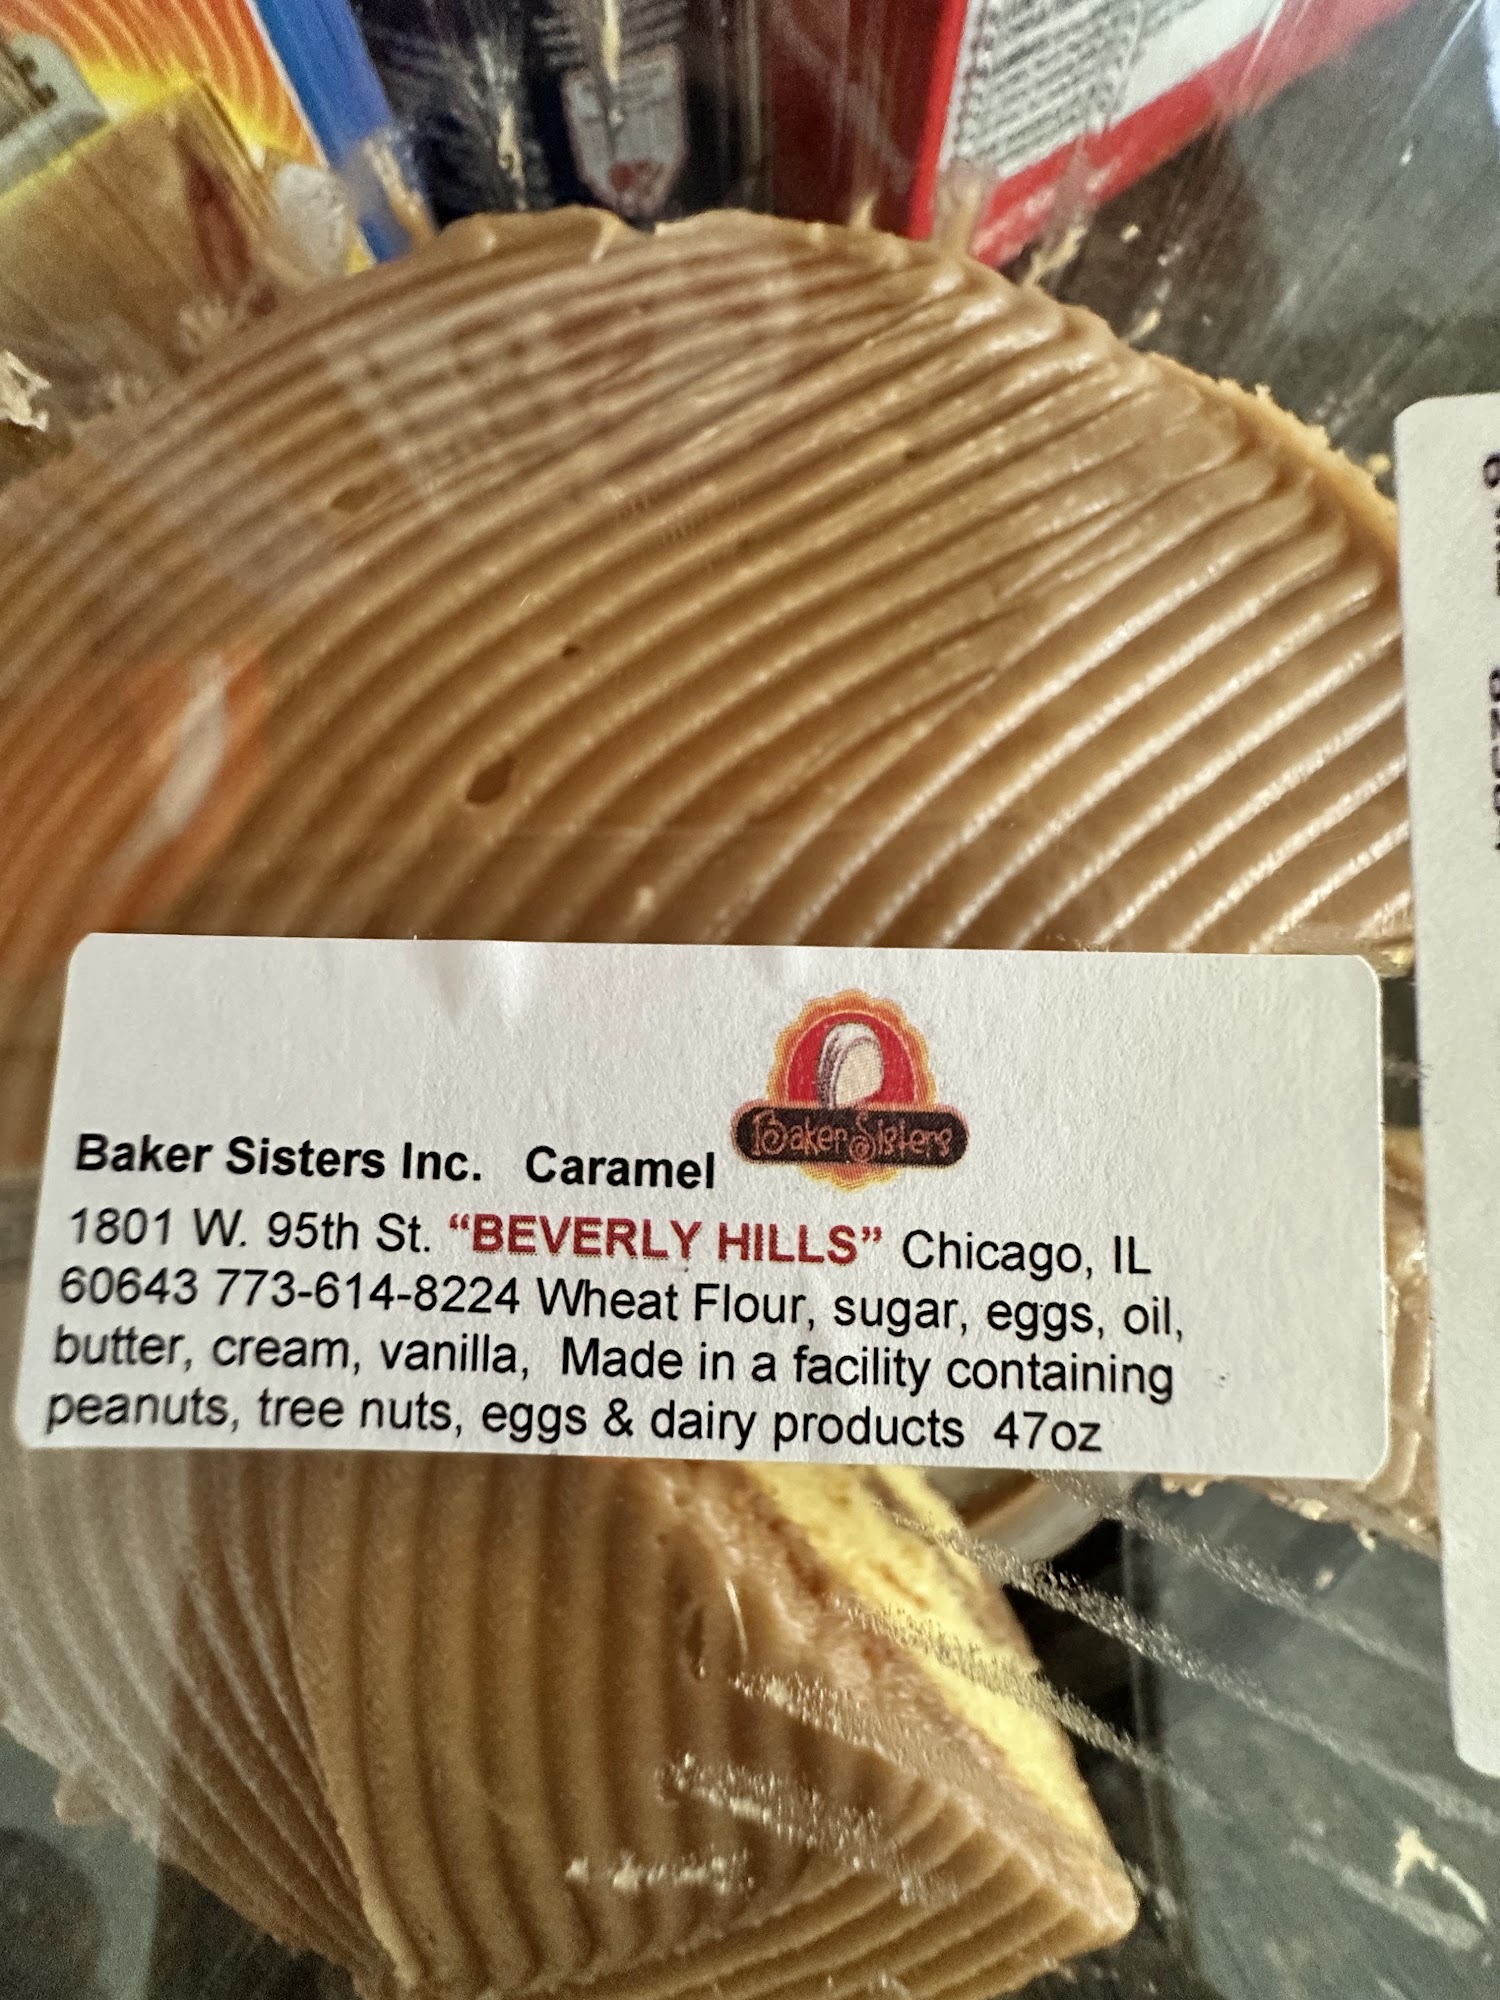 Baker Sisters
Baker Sisters Inc. Caramel
1801 W. 95th St. “BEVERLY HILLS” Chicago, IL
60643 773-614-8224 Wheat Flour, sugar, eggs, oil,
butter, cream, vanilla, Made in a facility containing
peanuts, tree nuts, eggs & dairy products 47oz